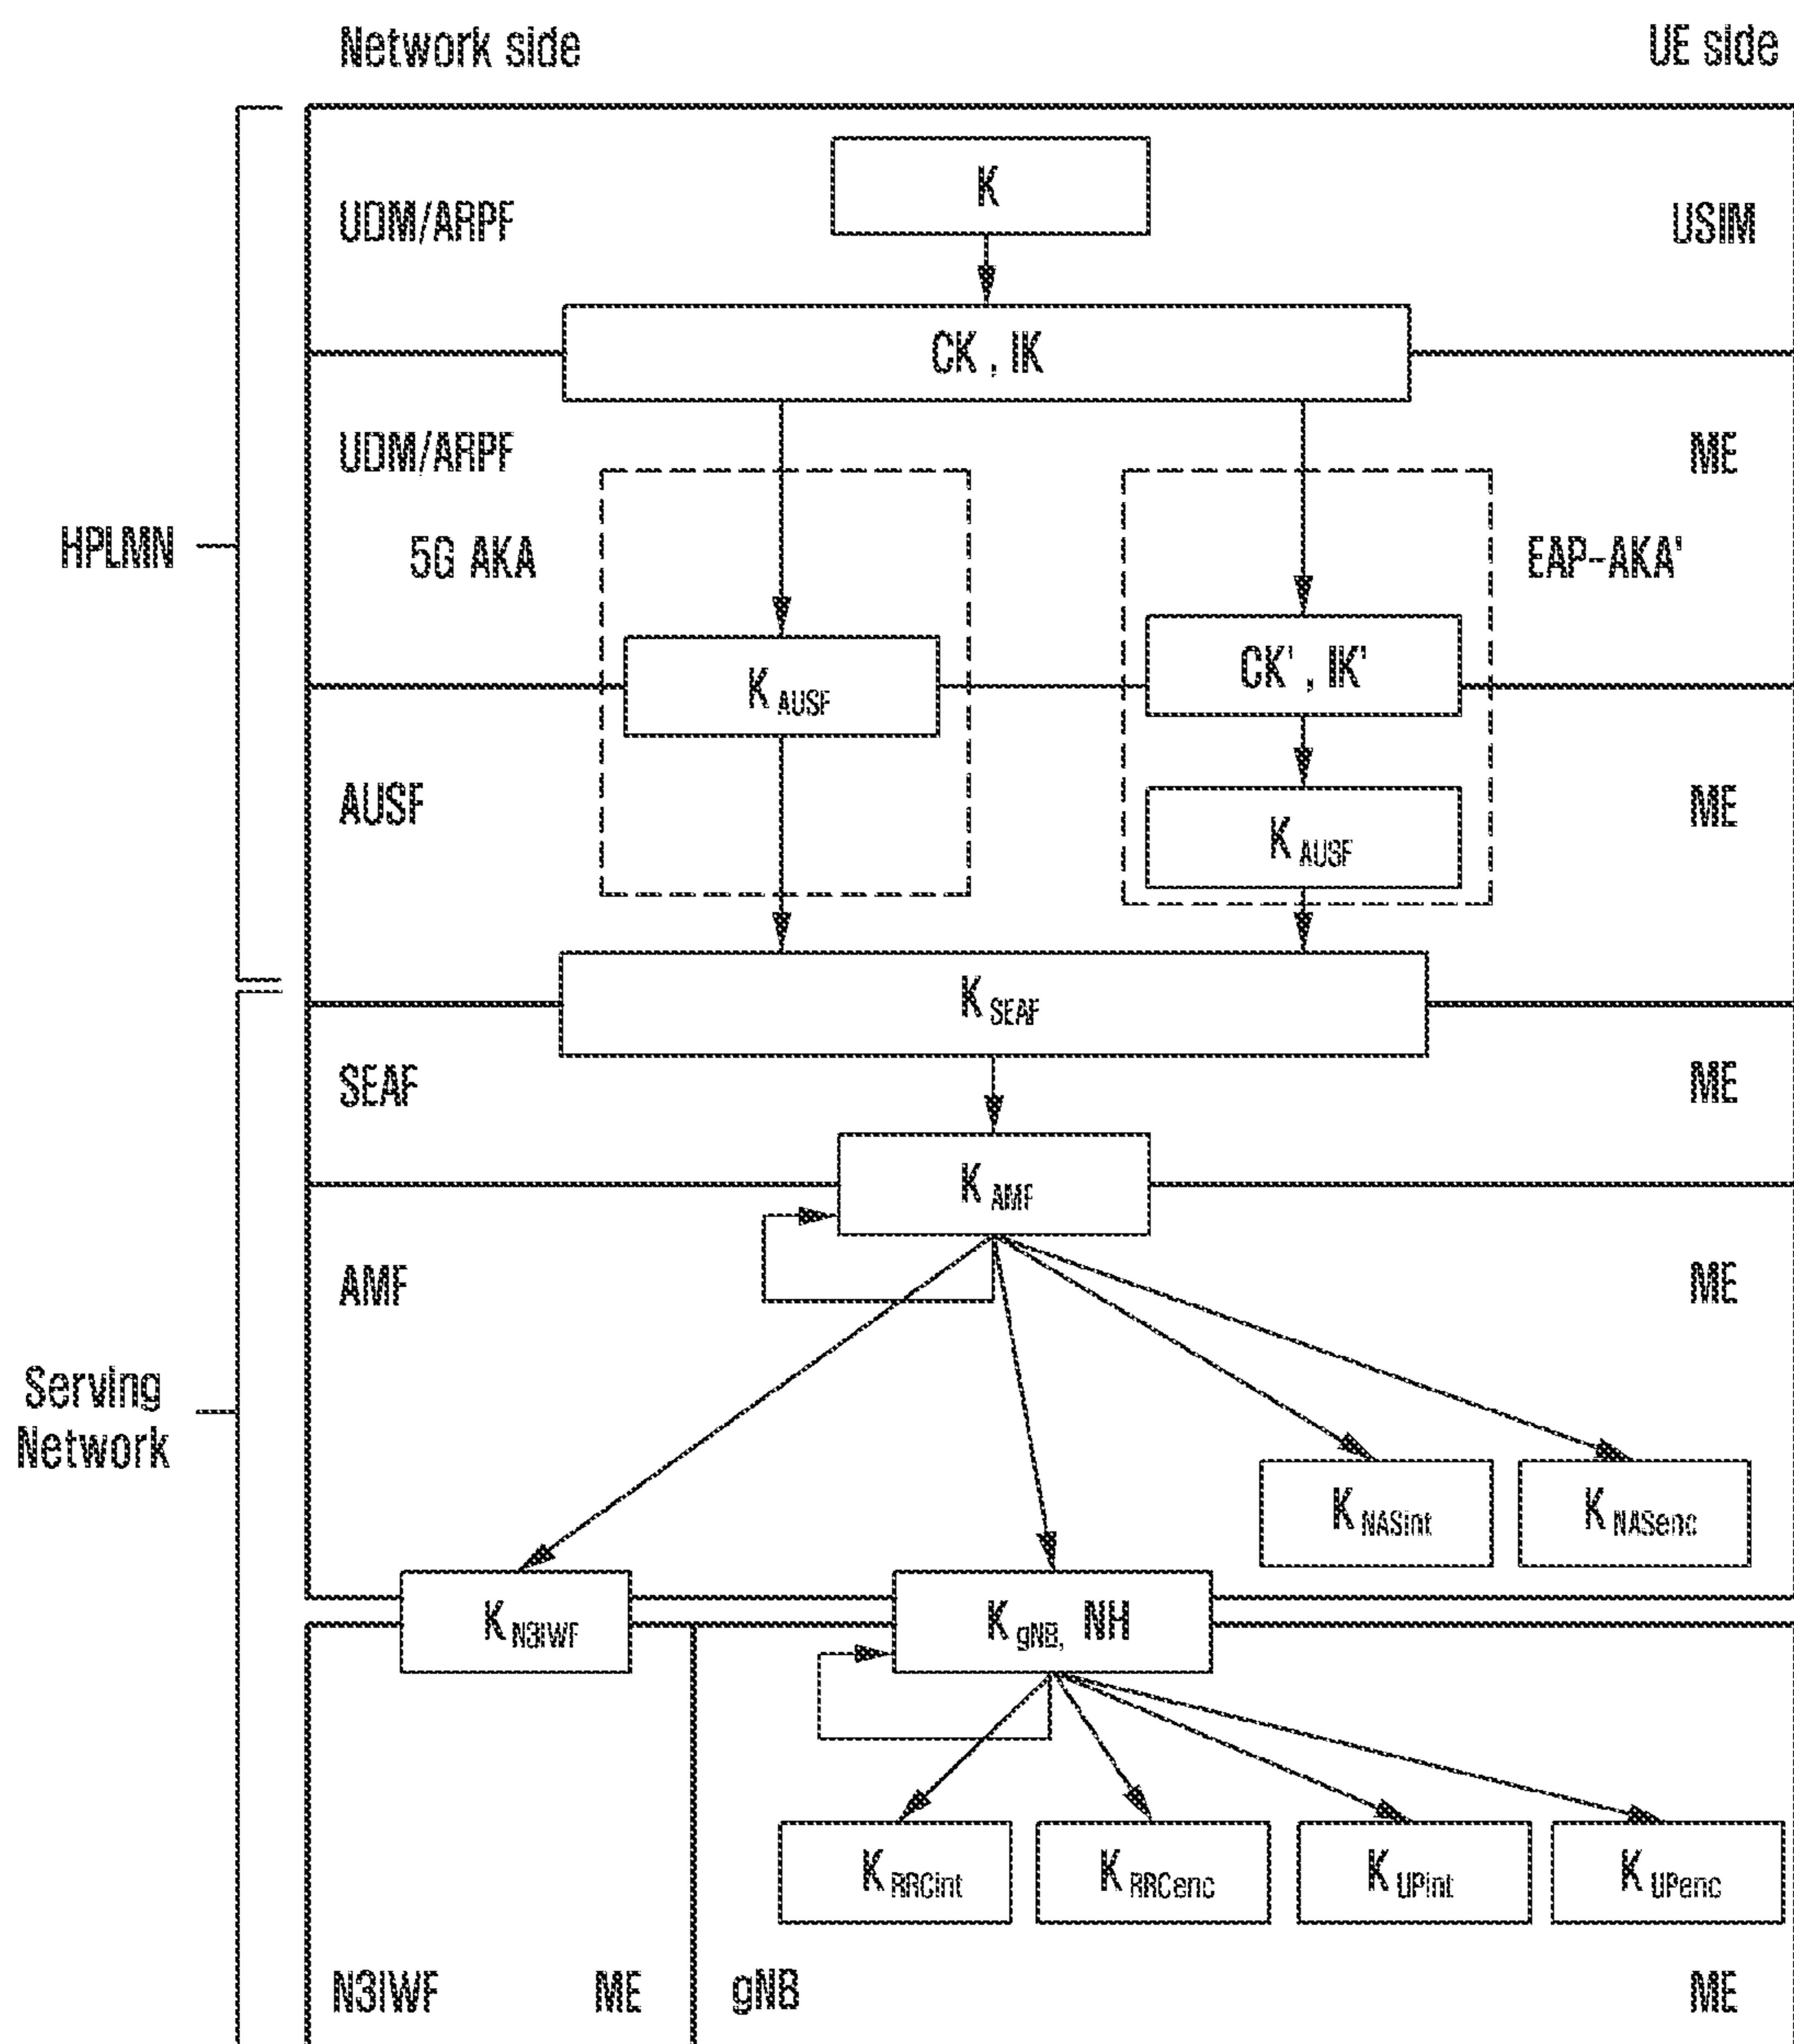 Network side
UE side
K
UDM/ARPF
USIM
CK , IK
UDM/ARPF
ME
HPLMN
5G AKA
EAP-AKA'
K AUSF
CK' , IK'
AUSF
ME
K AUSF
K SEAF
SEAF
ME
K AMF
AMF
ME
Serving
Network
K NASint
K NASenc
K N3IWF
K gNB, NH
K RRCint
K RRCenc
K UPint
K UPenc
N3IWF
ME
gNB
ME